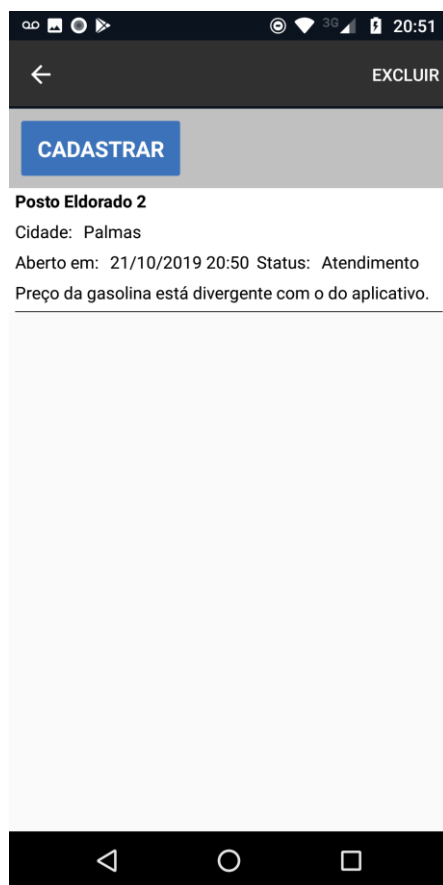 3G 20:51
EXCLUIR
CADASTRAR
Posto Eldorado 2
Cidade: Palmas
Aberto em: 21/10/2019 20:50 Status: Atendimento
Preço da gasolina está divergente com o do aplicativo.